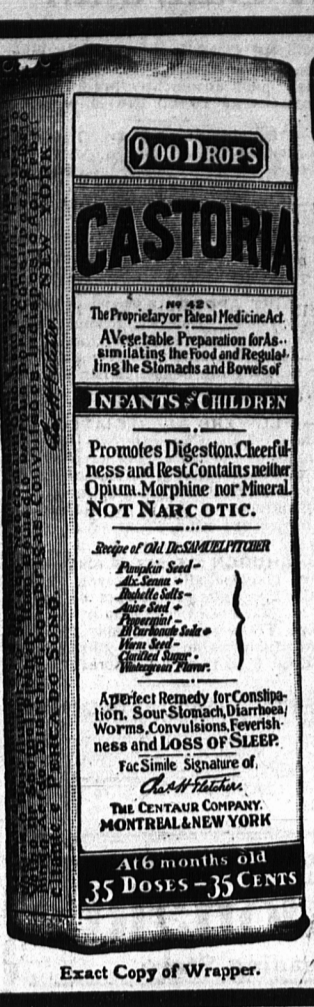 900 DROPS
CASTORIA
No 42.
The Proprietary or Patent Medicine Act.
A Vegetable Preparation for As-
similating the Food and Regula-
ting the Stomachs and Bowels of
INFANTS & CHILDREN
Promotes Digestion, Cheerful-
ness and Rest. Contains neither
Opium, Morphine nor Mineral.
NOT NARCOTIC.
Recipe of Old Dr. SAMUEL PITCHER
Pumpkin Seed -
Alx. Senna +
Rochelle Salts -
Anise Seed +
Peppermint -
Bi Carbonate Soda +
Worm Seed -
Clarified Sugar .
Wintergreen Flavor.
A perfect Remedy for Constipa-
tion, Sour Stomach, Diarrhoea,
Worms, Convulsions, Feverish-
ness and LOSS OF SLEEP.
Fac Simile Signature of,
Chas H Fletcher.
THE CENTAUR COMPANY.
MONTREAL & NEW YORK
At 6 months old
35 DOSES - 35 CENTS
NEW YORK.
Chas H Fletcher.
PERCA DO SONO.
Exact Copy of Wrapper.